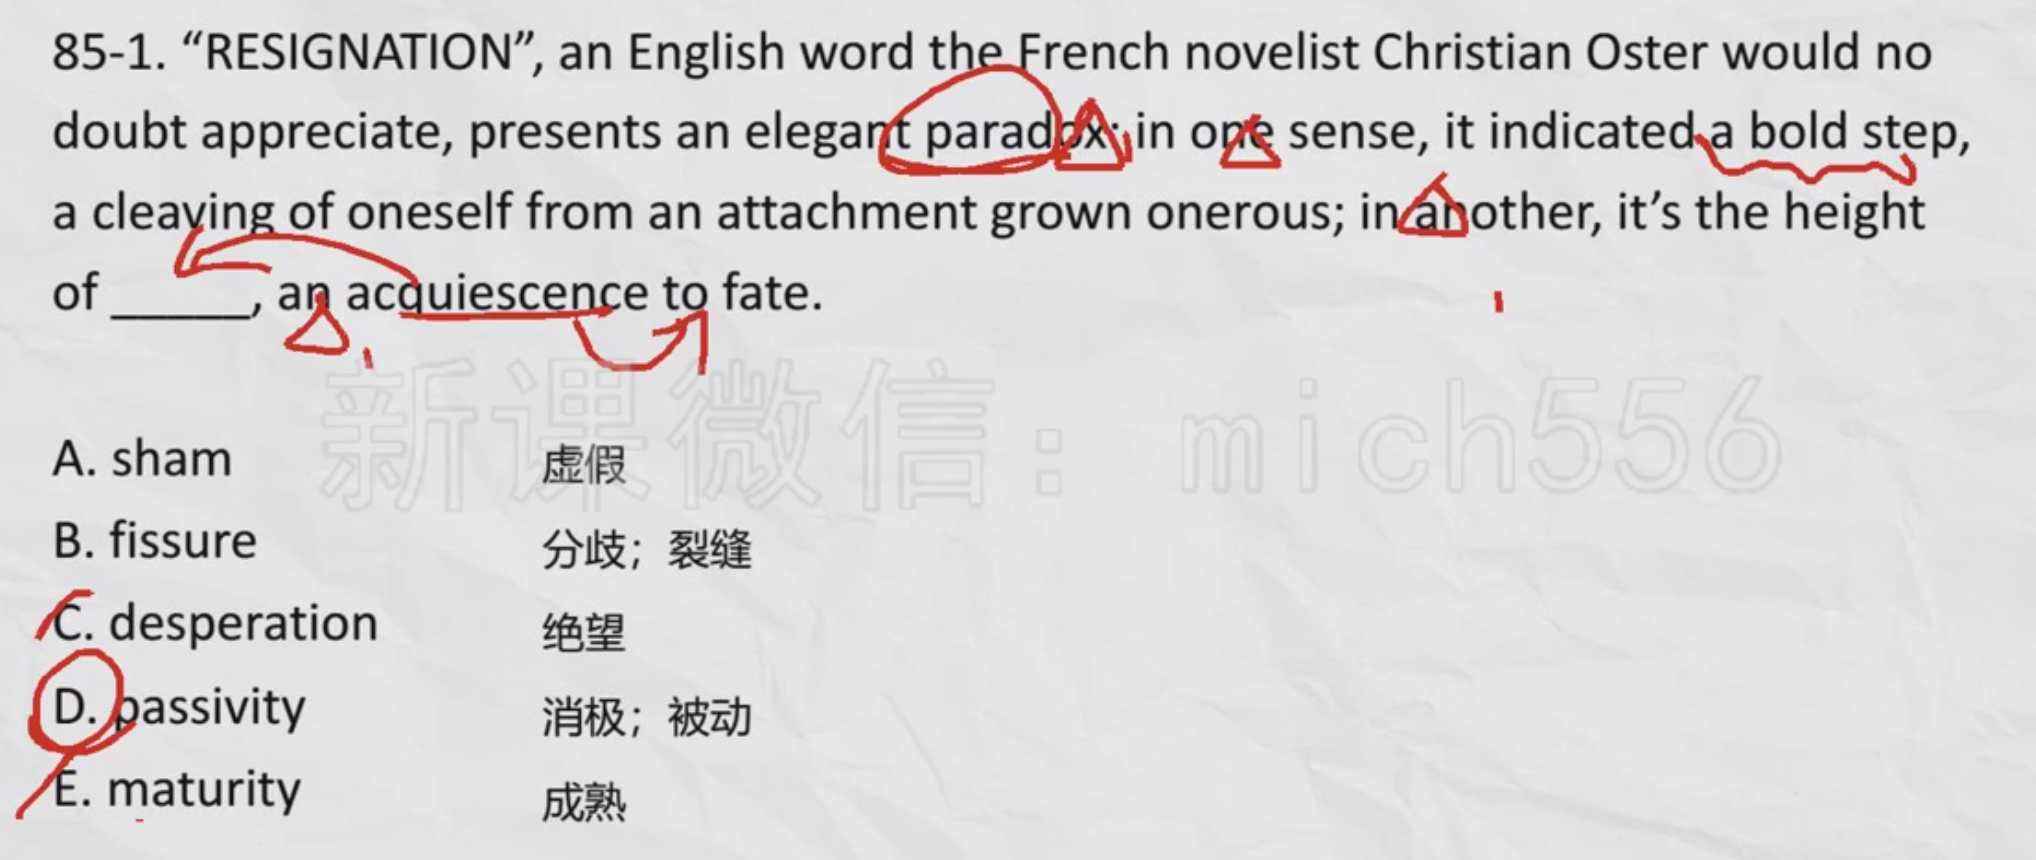 85-1. “RESIGNATION”, an English word the French novelist Christian Oster would no
doubt appreciate, presents an elegant paradox: in one sense, it indicated a bold step,
a cleaving of oneself from an attachment grown onerous; in another, it’s the height
of ______, an acquiescence to fate.
新课微信：mich556
A. sham 虚假
B. fissure 分歧；裂缝
C. desperation 绝望
D. passivity 消极；被动
E. maturity 成熟